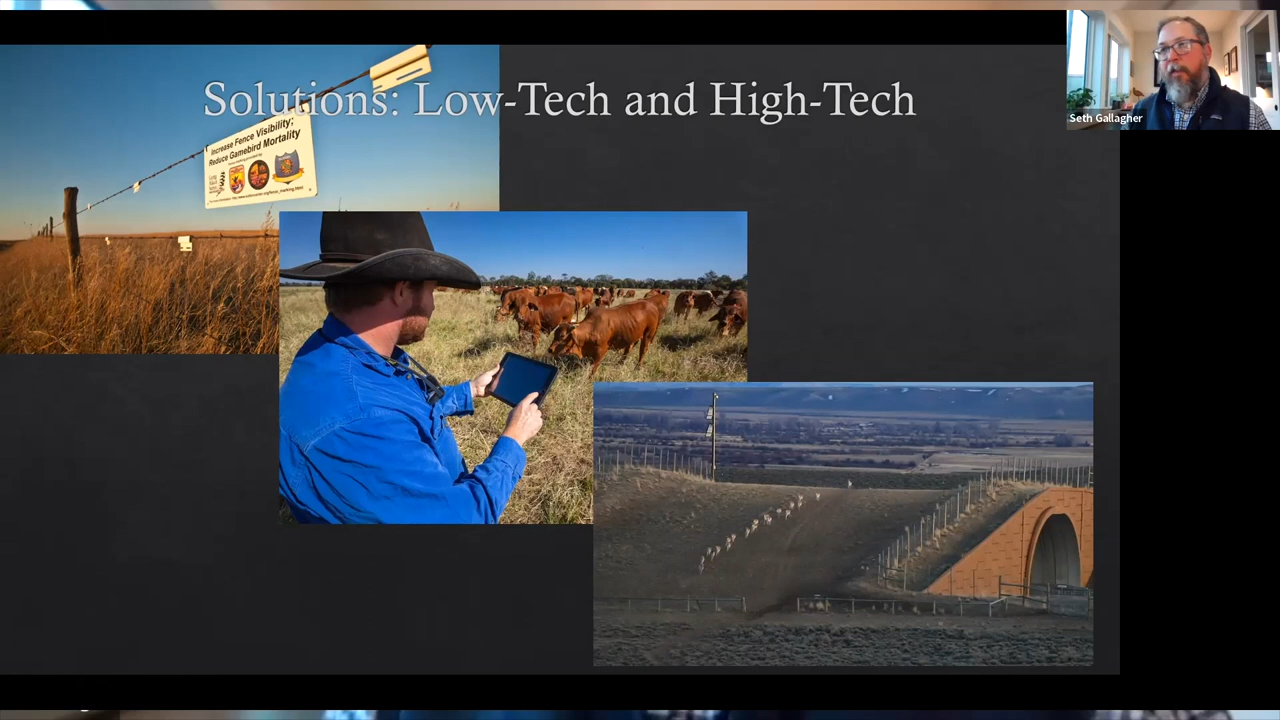 Solutions: Low-Tech and High-Tech
Increase Fence Visibility;
Reduce Gamebird Mortality
Seth Gallagher